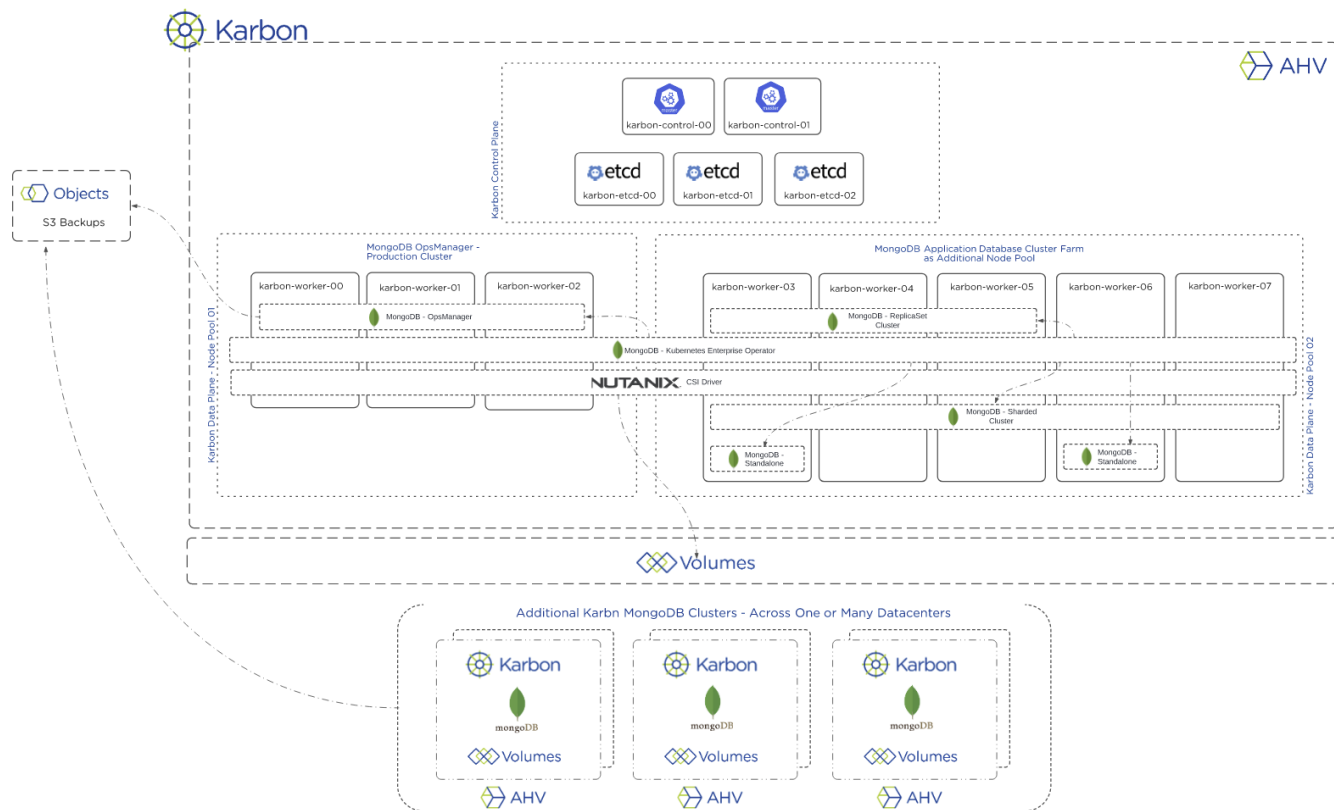 Karbon
AHV
Karbon Control Plane
master
master
karbon-control-00
karbon-control-01
etcd
etcd
etcd
karbon-etcd-00
karbon-etcd-01
karbon-etcd-02
Objects
S3 Backups
Karbon Data Plane - Node Pool 01
MongoDB OpsManager -
Production Cluster
karbon-worker-00
karbon-worker-01
karbon-worker-02
MongoDB - OpsManager
MongoDB Application Database Cluster Farm
as Additional Node Pool
Karbon Data Plane - Node Pool 02
karbon-worker-03
karbon-worker-04
karbon-worker-05
karbon-worker-06
karbon-worker-07
MongoDB - ReplicaSet
Cluster
MongoDB - Kubernetes Enterprise Operator
NUTANIX CSI Driver
MongoDB - Sharded
Cluster
MongoDB -
Standalone
MongoDB -
Standalone
Volumes
Additional Karbn MongoDB Clusters - Across One or Many Datacenters
Karbon
mongoDB
Volumes
AHV
Karbon
mongoDB
Volumes
AHV
Karbon
mongoDB
Volumes
AHV